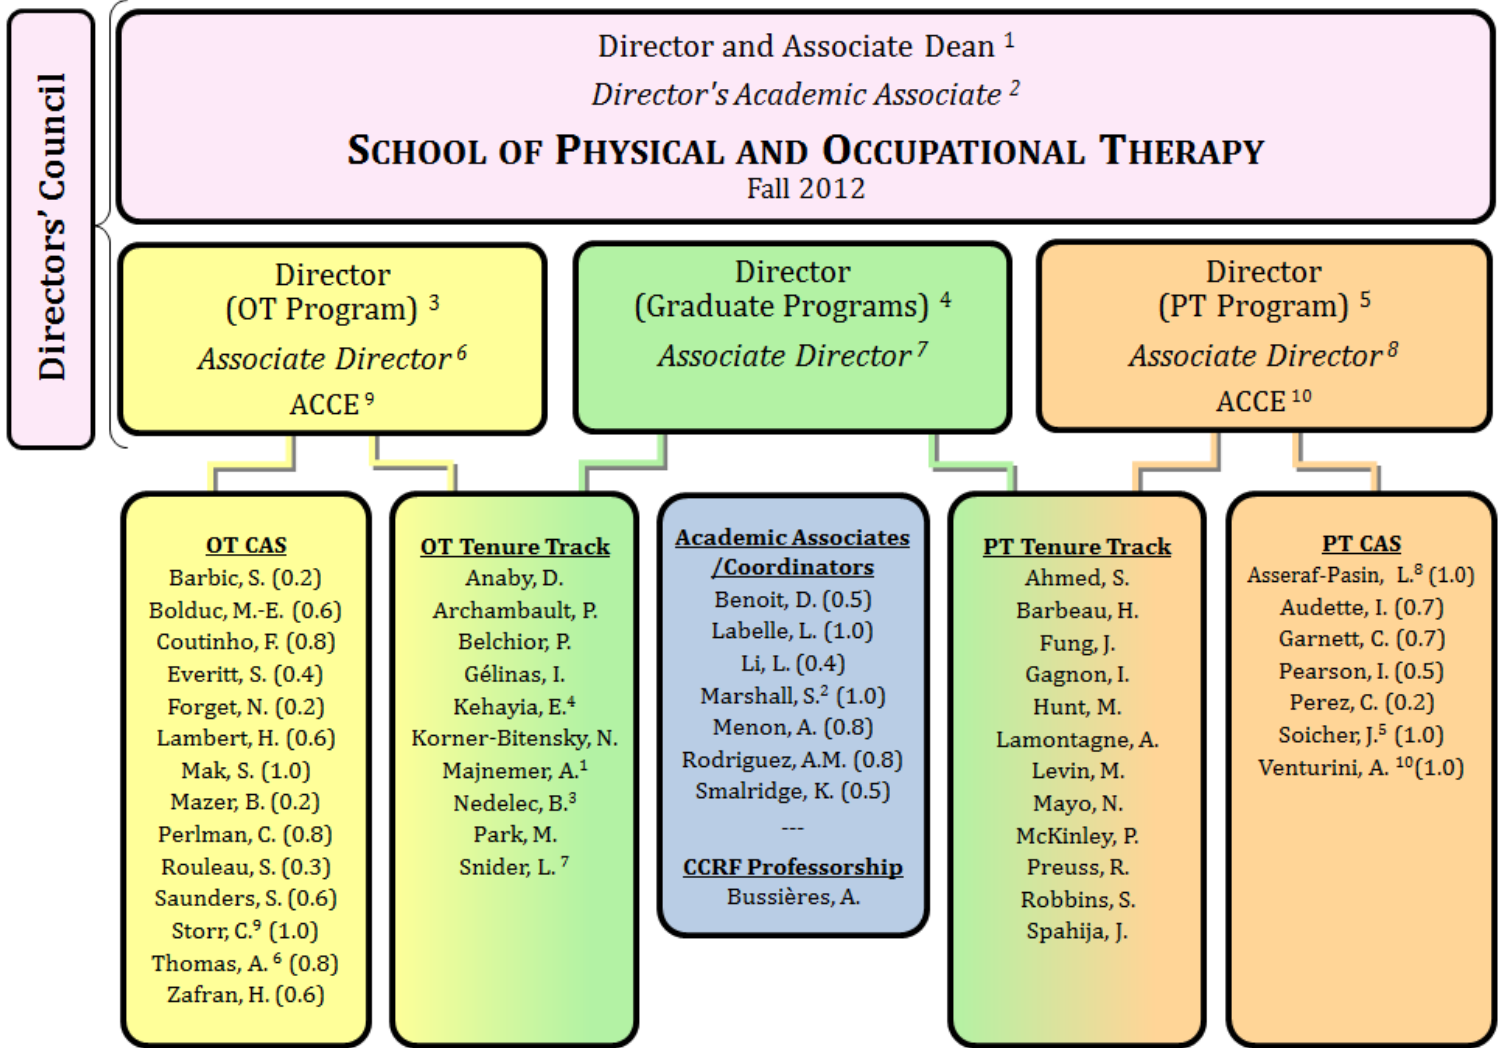 Directors' Council
Director and Associate Dean 1
Director's Academic Associate 2
SCHOOL OF PHYSICAL AND OCCUPATIONAL THERAPY
Fall 2012
Director
(OT Program) 3
Associate Director 6
ACCE 9
Director
(Graduate Programs) 4
Associate Director 7
Director
(PT Program) 5
Associate Director 8
ACCE 10
OT CAS
Barbic, S. (0.2)
Bolduc, M.-E. (0.6)
Coutinho, F. (0.8)
Everitt, S. (0.4)
Forget, N. (0.2)
Lambert, H. (0.6)
Mak, S. (1.0)
Mazer, B. (0.2)
Perlman, C. (0.8)
Rouleau, S. (0.3)
Saunders, S. (0.6)
Storr, C.9 (1.0)
Thomas, A. 6 (0.8)
Zafran, H. (0.6)
OT Tenure Track
Anaby, D.
Archambault, P.
Belchior, P.
Gélinas, I.
Kehayia, E.4
Korner-Bitensky, N.
Majnemer, A.1
Nedelec, B.3
Park, M.
Snider, L. 7
Academic Associates
/Coordinators
Benoit, D. (0.5)
Labelle, L. (1.0)
Li, L. (0.4)
Marshall, S.2 (1.0)
Menon, A. (0.8)
Rodriguez, A.M. (0.8)
Smalridge, K. (0.5)
---
CCRF Professorship
Bussières, A.
PT Tenure Track
Ahmed, S.
Barbeau, H.
Fung, J.
Gagnon, I.
Hunt, M.
Lamontagne, A.
Levin, M.
Mayo, N.
McKinley, P.
Preuss, R.
Robbins, S.
Spahija, J.
PT CAS
Asseraf-Pasin, L.8 (1.0)
Audette, I. (0.7)
Garnett, C. (0.7)
Pearson, I. (0.5)
Perez, C. (0.2)
Soicher, J.5 (1.0)
Venturini, A. 10(1.0)